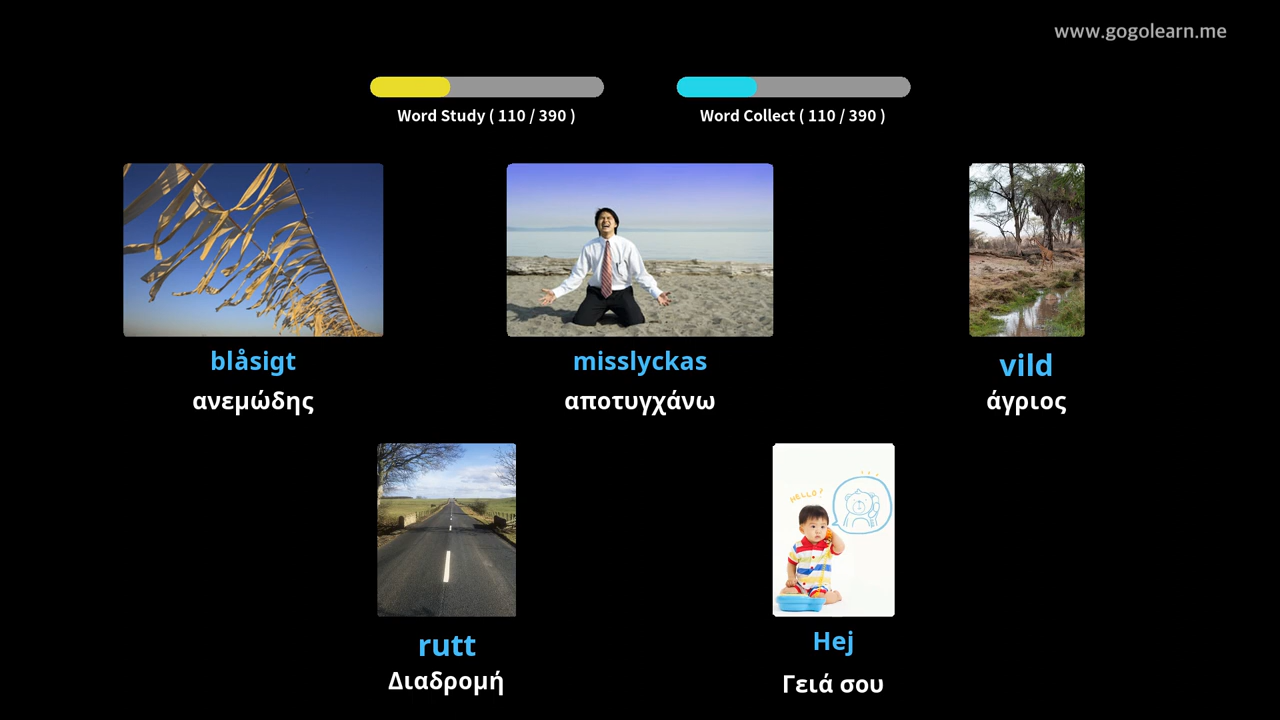 www.gogolearn.me
Word Study ( 110 / 390 )
Word Collect ( 110 / 390 )
blåsigt
ανεμώδης
misslyckas
αποτυγχάνω
vild
άγριος
HELLO!
rutt
Διαδρομή
Hej
Γειά σου